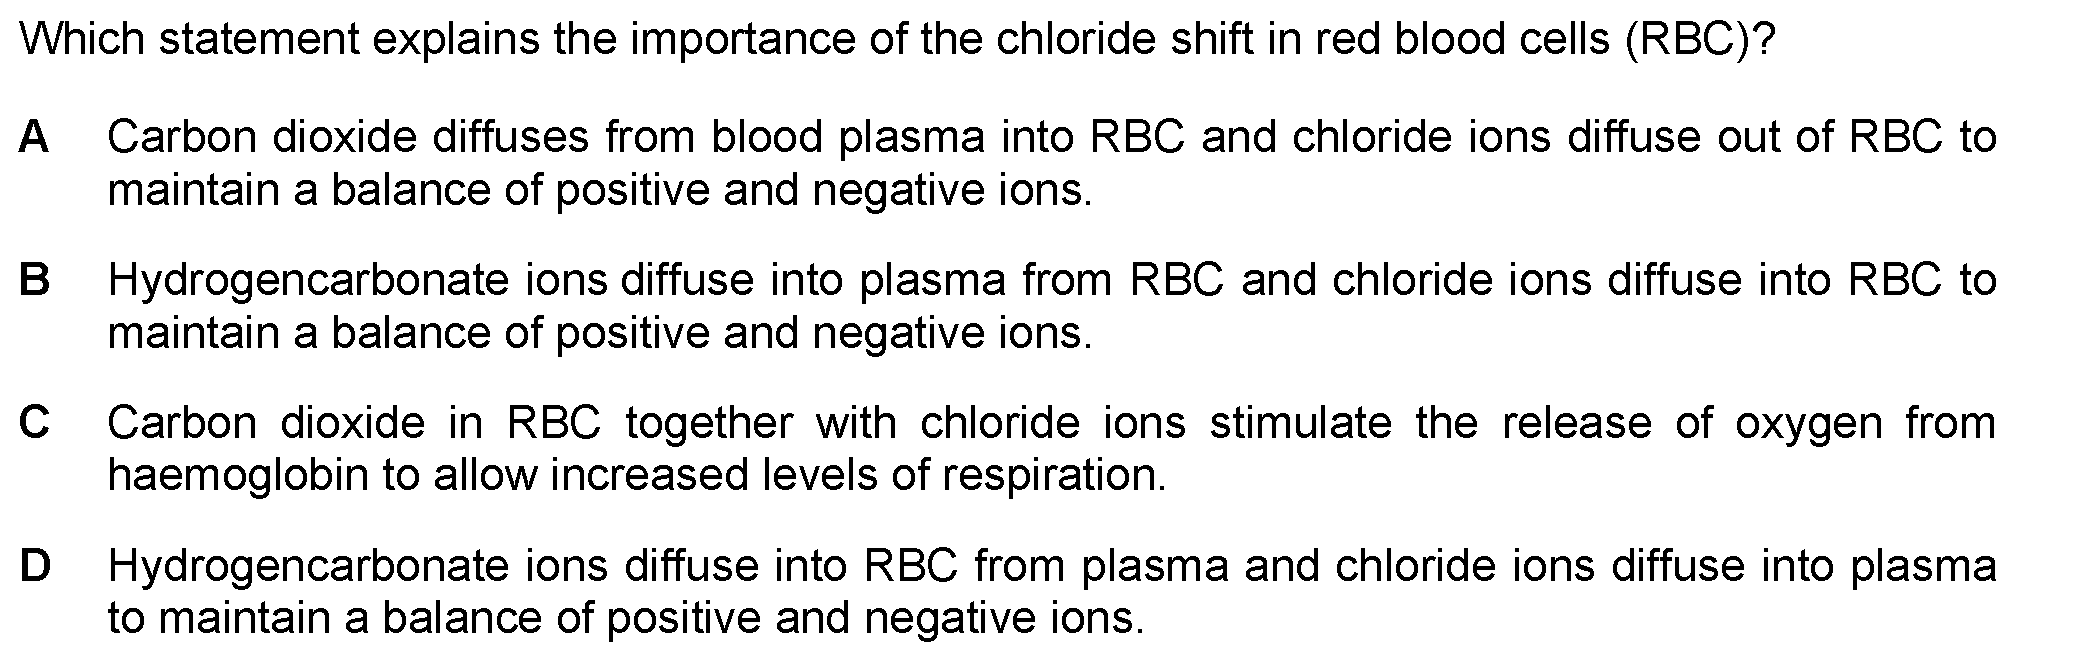 Which statement explains the importance of the chloride shift in red blood cells (RBC)?
A Carbon dioxide diffuses from blood plasma into RBC and chloride ions diffuse out of RBC to
maintain a balance of positive and negative ions.
B Hydrogencarbonate ions diffuse into plasma from RBC and chloride ions diffuse into RBC to
maintain a balance of positive and negative ions.
C Carbon dioxide in RBC together with chloride ions stimulate the release of oxygen from
haemoglobin to allow increased levels of respiration.
D Hydrogencarbonate ions diffuse into RBC from plasma and chloride ions diffuse into plasma
to maintain a balance of positive and negative ions.